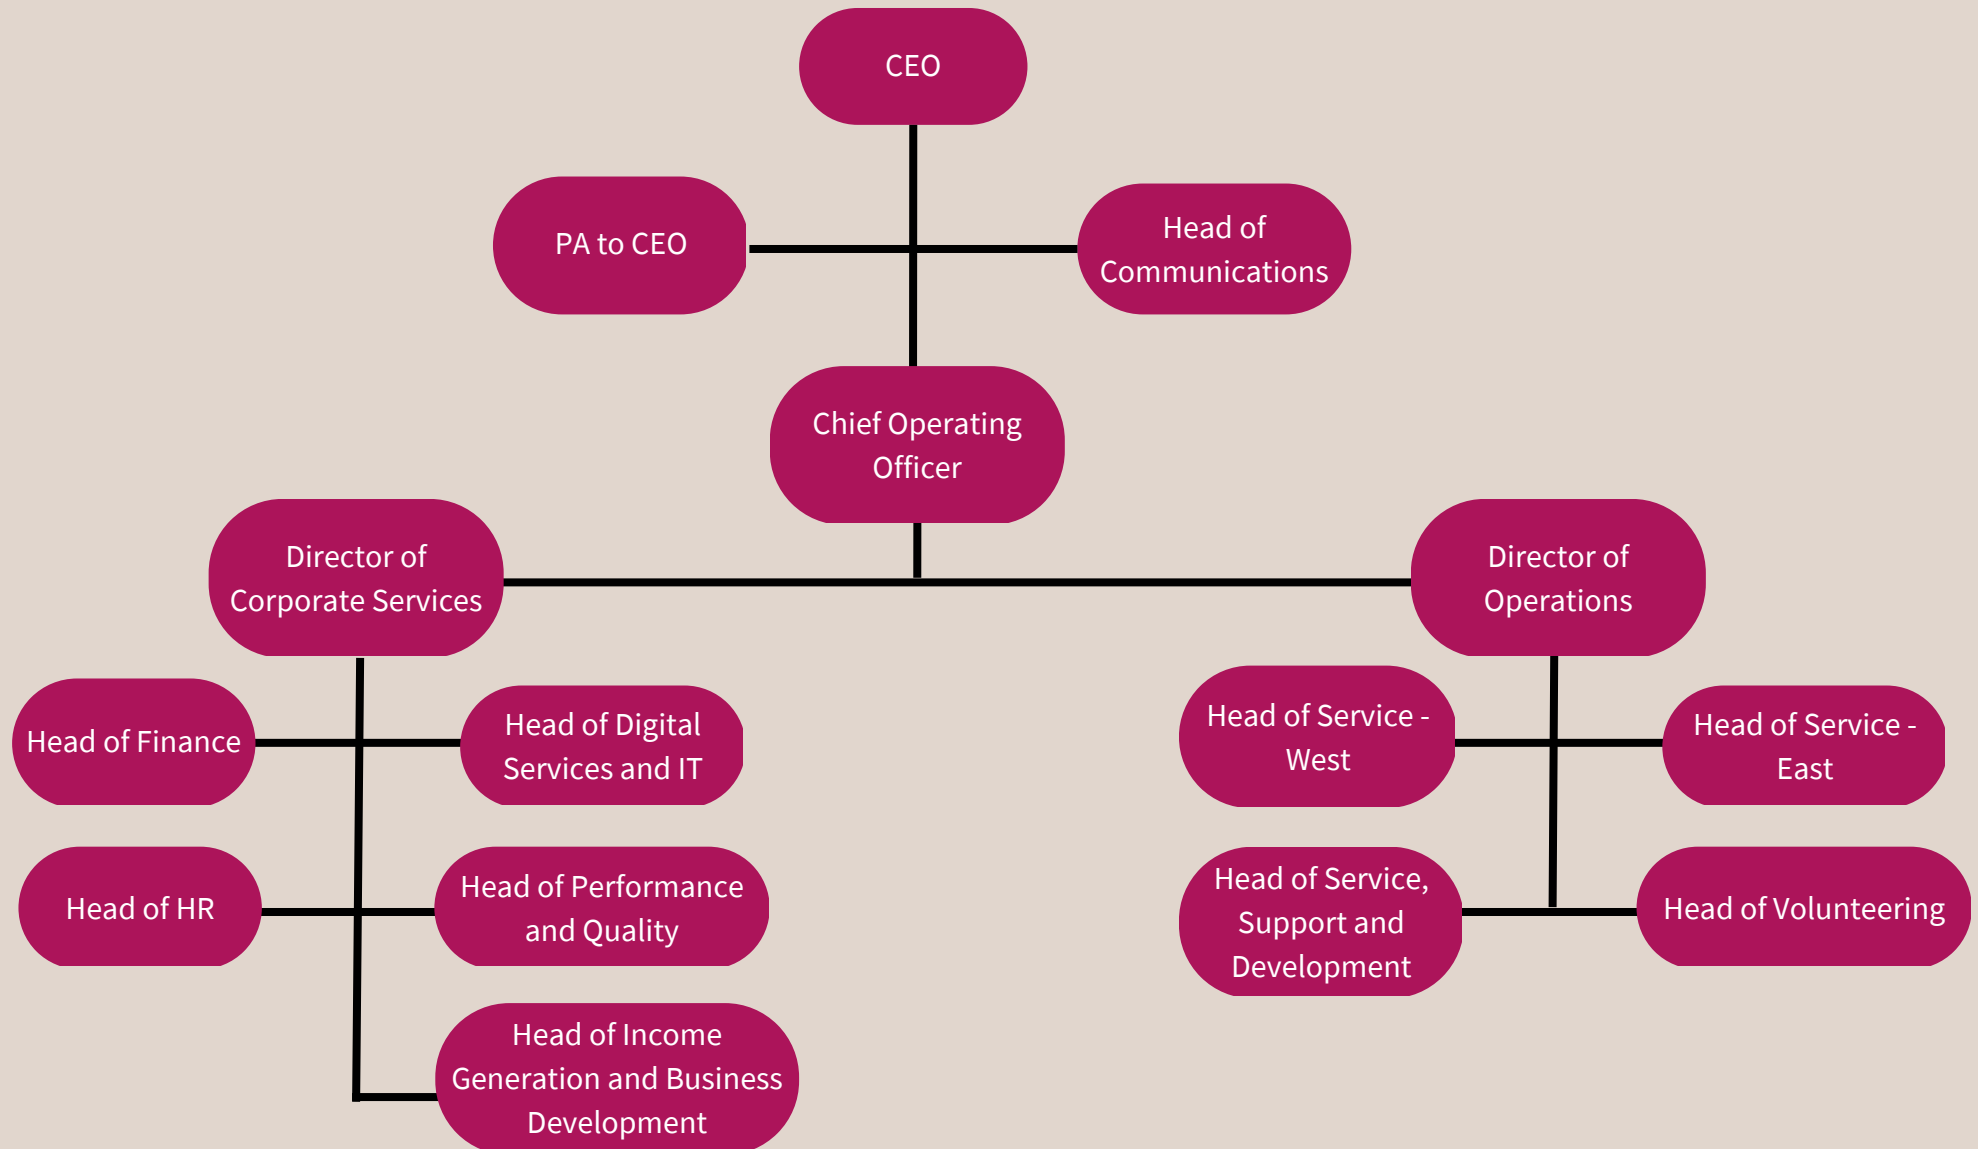 CEO
PA to CEO
Head of
Communications
Chief Operating
Officer
Director of
Corporate Services
Director of
Operations
Head of Finance
Head of Digital
Services and IT
Head of Service -
West
Head of Service -
East
Head of HR
Head of Performance
and Quality
Head of Service,
Support and
Development
Head of Volunteering
Head of Income
Generation and Business
Development